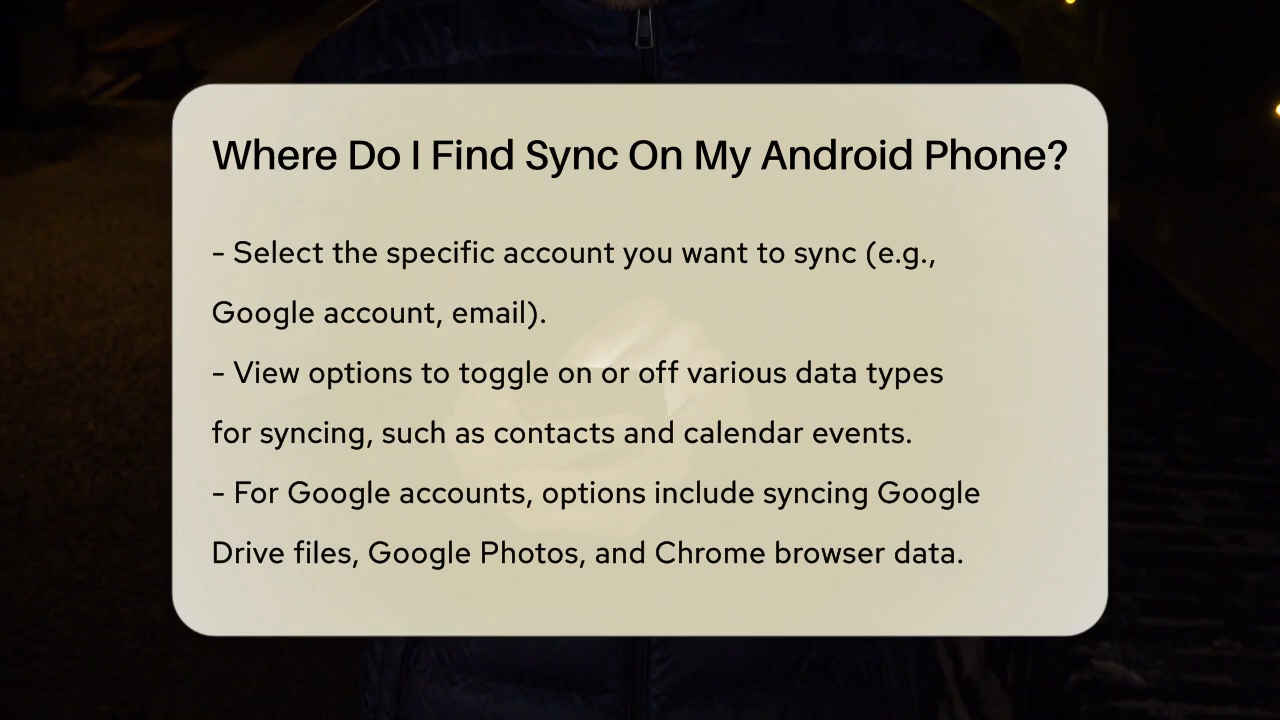 Where Do I Find Sync On My Android Phone?
- Select the specific account you want to sync (e.g.,
Google account, email).
- View options to toggle on or off various data types
for syncing, such as contacts and calendar events.
- For Google accounts, options include syncing Google
Drive files, Google Photos, and Chrome browser data.